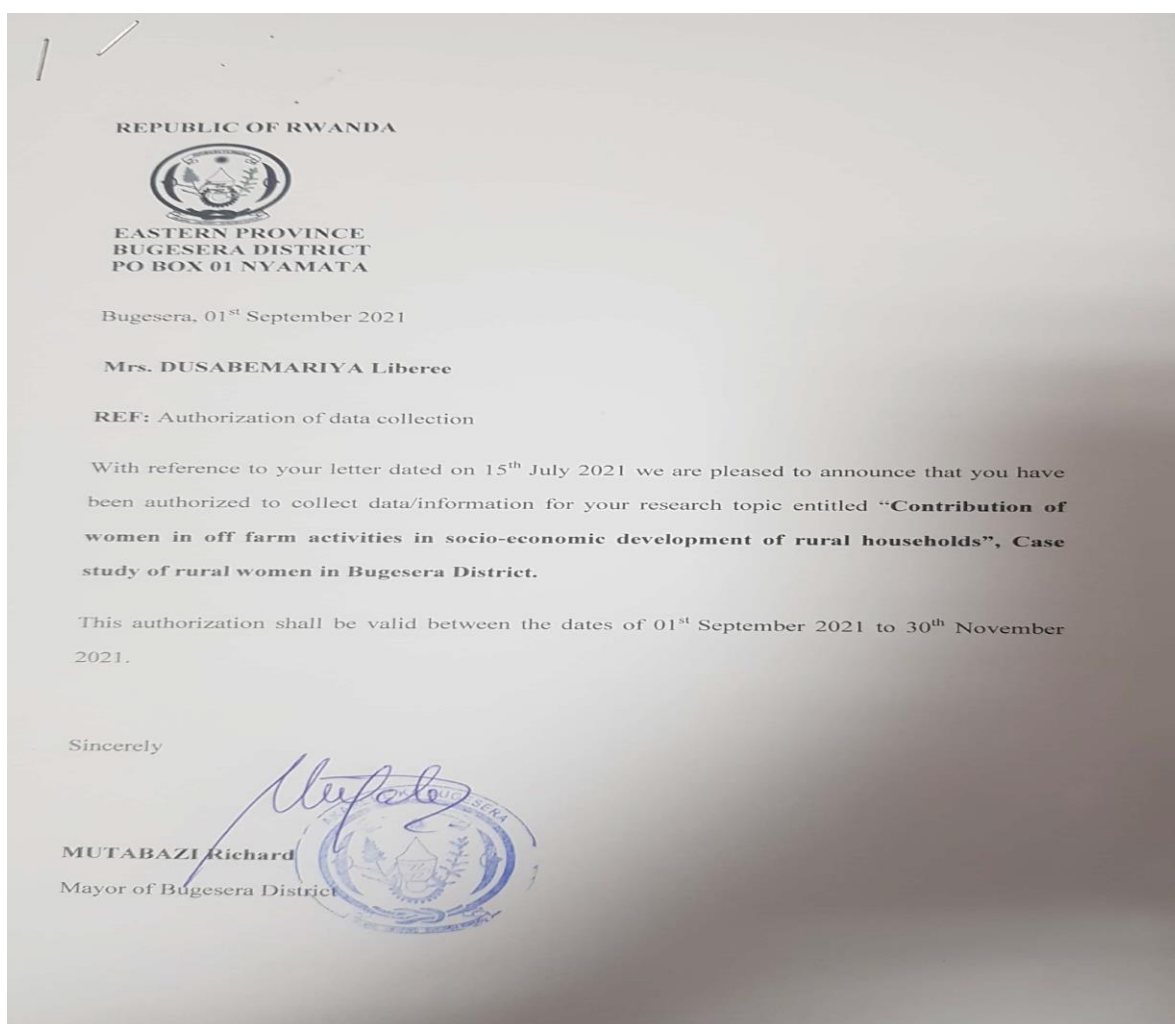 REPUBLIC OF RWANDA
EASTERN PROVINCE
BUGESERA DISTRICT
PO BOX 01 NYAMATA
Bugesera, 01st September 2021
Mrs. DUSABEMARIYA Liberee
REF: Authorization of data collection
With reference to your letter dated on 15th July 2021 we are pleased to announce that you have
been authorized to collect data/information for your research topic entitled “Contribution of
women in off farm activities in socio-economic development of rural households”, Case
study of rural women in Bugesera District.
This authorization shall be valid between the dates of 01st September 2021 to 30th November
2021.
Sincerely
BUGESERA
MUTABAZI Richard
Mayor of Bugesera District